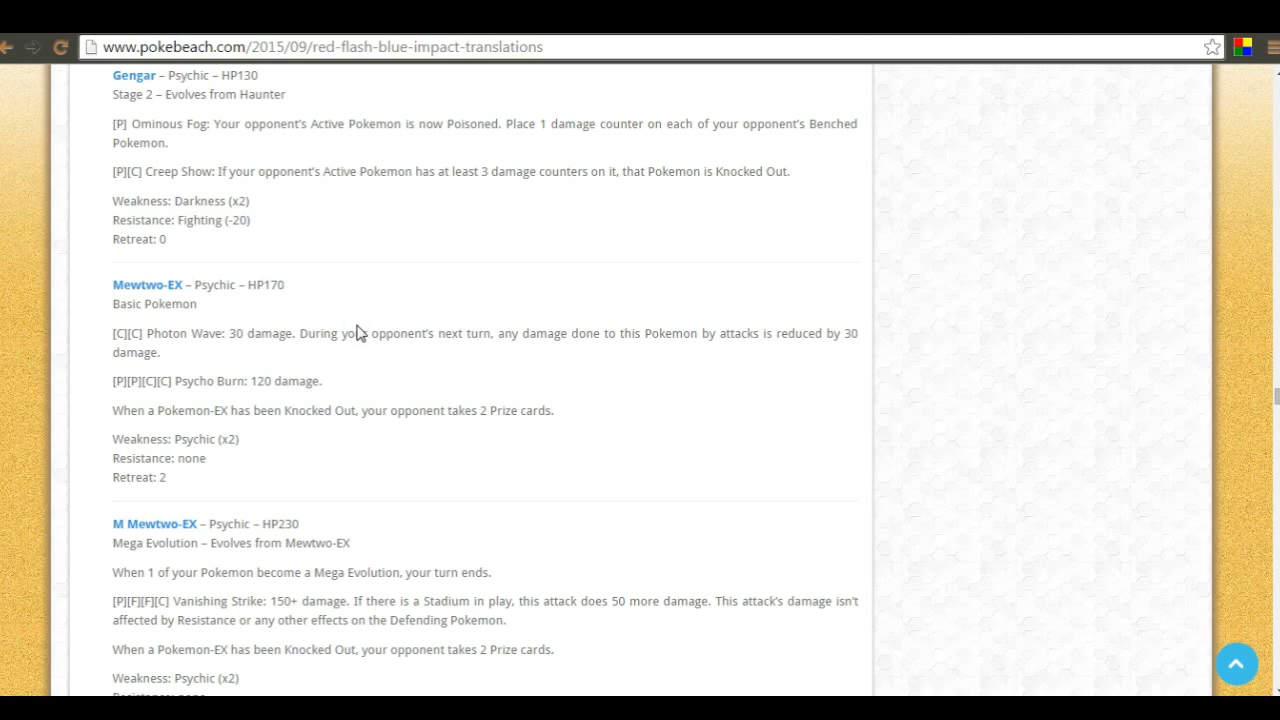 www.pokebeach.com/2015/09/red-flash-blue-impact-translations
Gengar – Psychic – HP130
Stage 2 – Evolves from Haunter
[P] Ominous Fog: Your opponent's Active Pokemon is now Poisoned. Place 1 damage counter on each of your opponent's Benched
Pokemon.
[P][C] Creep Show: If your opponent's Active Pokemon has at least 3 damage counters on it, that Pokemon is Knocked Out.
Weakness: Darkness (x2)
Resistance: Fighting (-20)
Retreat: 0
Mewtwo-EX – Psychic – HP170
Basic Pokemon
[C][C] Photon Wave: 30 damage. During your opponent's next turn, any damage done to this Pokemon by attacks is reduced by 30
damage.
[P][P][C][C] Psycho Burn: 120 damage.
When a Pokemon-EX has been Knocked Out, your opponent takes 2 Prize cards.
Weakness: Psychic (x2)
Resistance: none
Retreat: 2
M Mewtwo-EX – Psychic – HP230
Mega Evolution – Evolves from Mewtwo-EX
When 1 of your Pokemon become a Mega Evolution, your turn ends.
[P][F][F][C] Vanishing Strike: 150+ damage. If there is a Stadium in play, this attack does 50 more damage. This attack's damage isn't
affected by Resistance or any other effects on the Defending Pokemon.
When a Pokemon-EX has been Knocked Out, your opponent takes 2 Prize cards.
Weakness: Psychic (x2)
Resistance: none